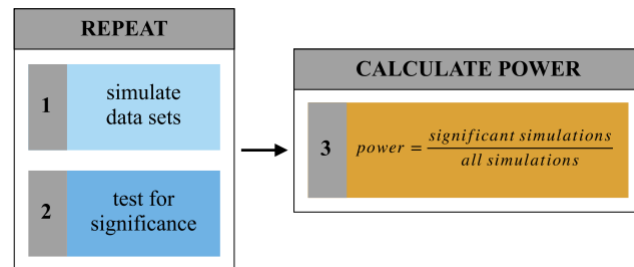 REPEAT
1
simulate
data sets
2
test for
significance
CALCULATE POWER
3
power = significant simulations / all simulations